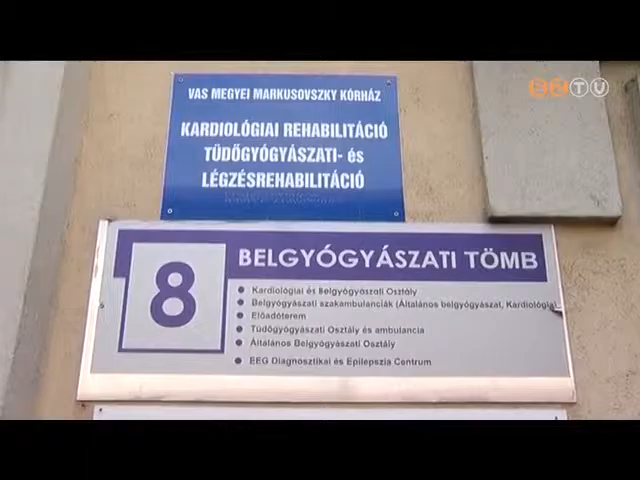 VAS MEGYEI MARKUSOVSZKY KÓRHÁZ
KARDIOLÓGIAI REHABILITÁCIÓ
TÜDŐGYÓGYÁSZATI- és
LÉGZÉSREHABILITÁCIÓ
8
BELGYÓGYÁSZATI TÖMB
Kardiológiai és Belgyógyászati Osztály
Belgyógyászati szakambulanciák (Általános belgyógyászat, Kardiológia)
Előadóterem
Tüdőgyógyászati Osztály és ambulancia
Általános Belgyógyászati Osztály
EEG Diagnosztikai és Epilepszia Centrum